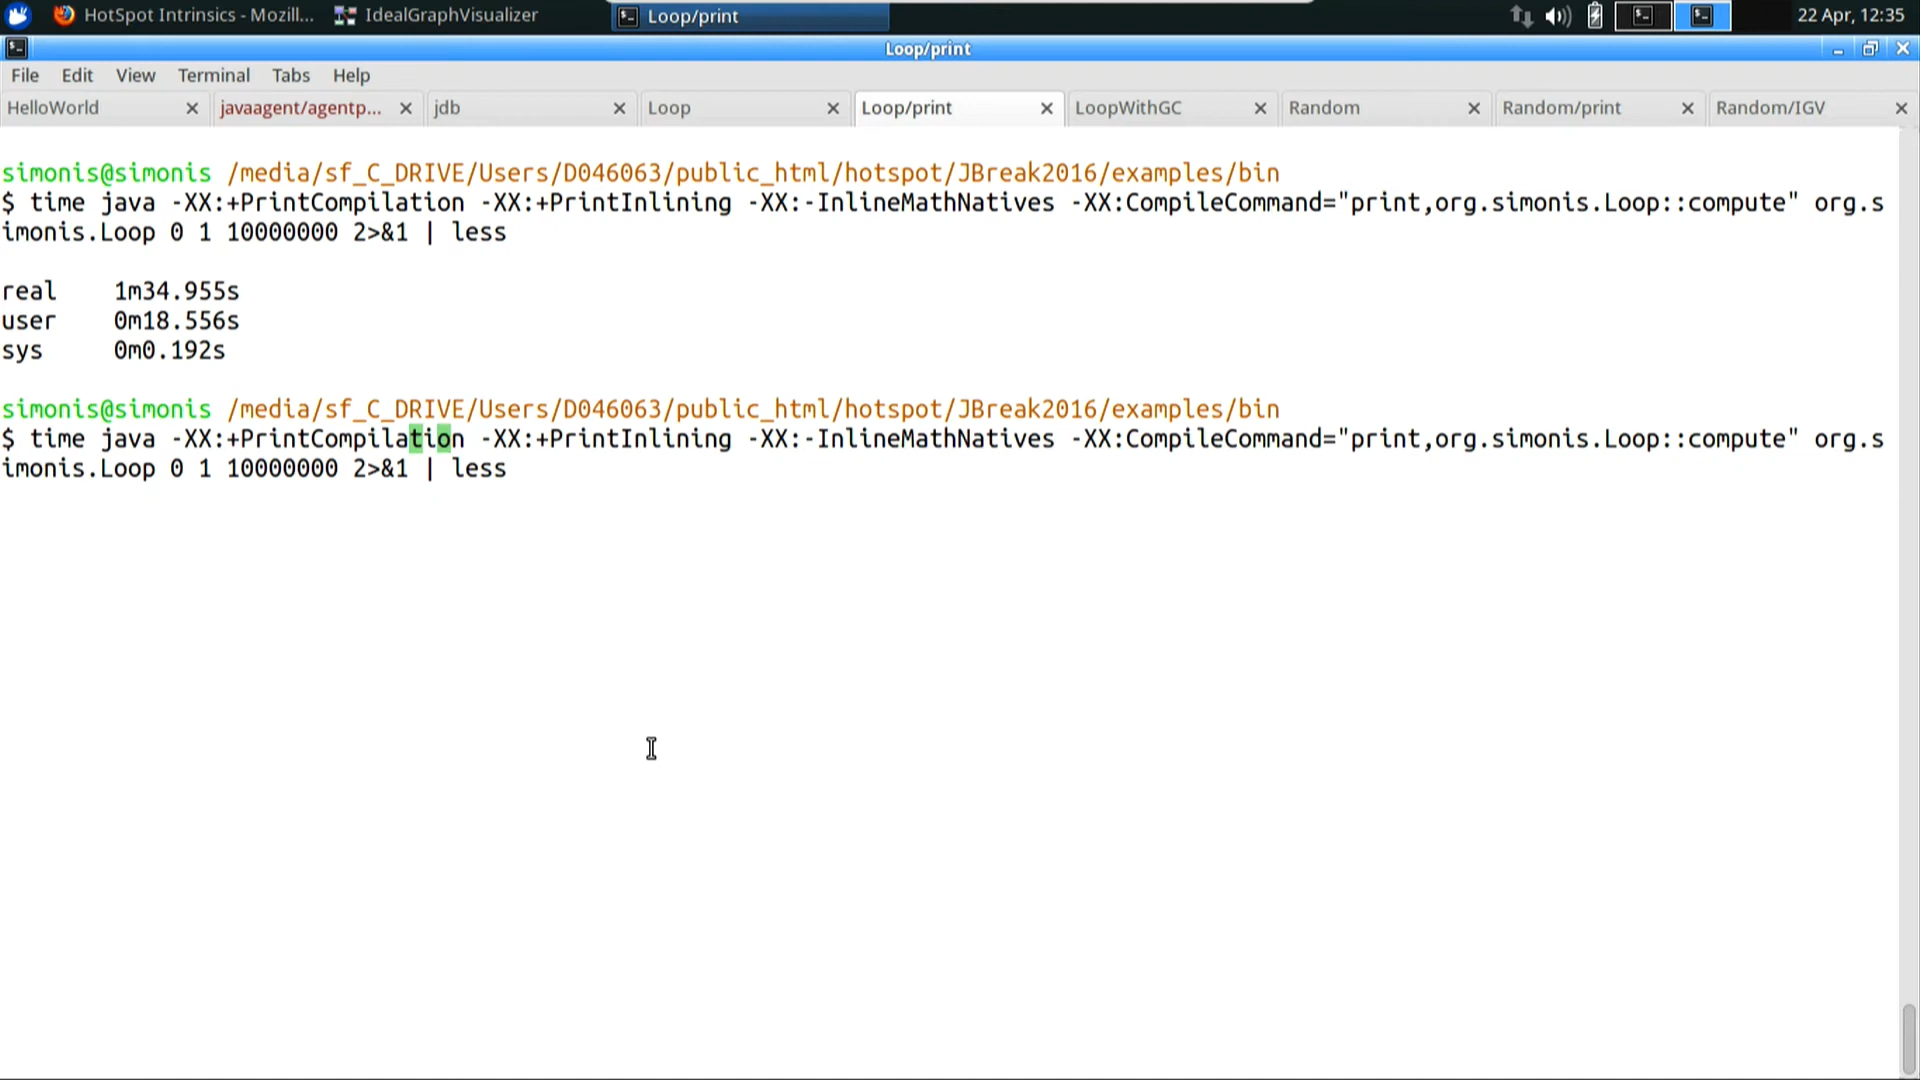 HotSpot Intrinsics - Mozill... IdealGraphVisualizer Loop/print 22 Apr, 12:35
Loop/print
File Edit View Terminal Tabs Help
HelloWorld javaagent/agentp... jdb Loop Loop/print LoopWithGC Random Random/print Random/IGV
simonis@simonis /media/sf_C_DRIVE/Users/D046063/public_html/hotspot/JBreak2016/examples/bin
$ time java -XX:+PrintCompilation -XX:+PrintInlining -XX:-InlineMathNatives -XX:CompileCommand="print,org.simonis.Loop::compute" org.s
imonis.Loop 0 1 10000000 2>&1 | less
real 1m34.955s
user 0m18.556s
sys 0m0.192s
simonis@simonis /media/sf_C_DRIVE/Users/D046063/public_html/hotspot/JBreak2016/examples/bin
$ time java -XX:+PrintCompilation -XX:+PrintInlining -XX:-InlineMathNatives -XX:CompileCommand="print,org.simonis.Loop::compute" org.s
imonis.Loop 0 1 10000000 2>&1 | less